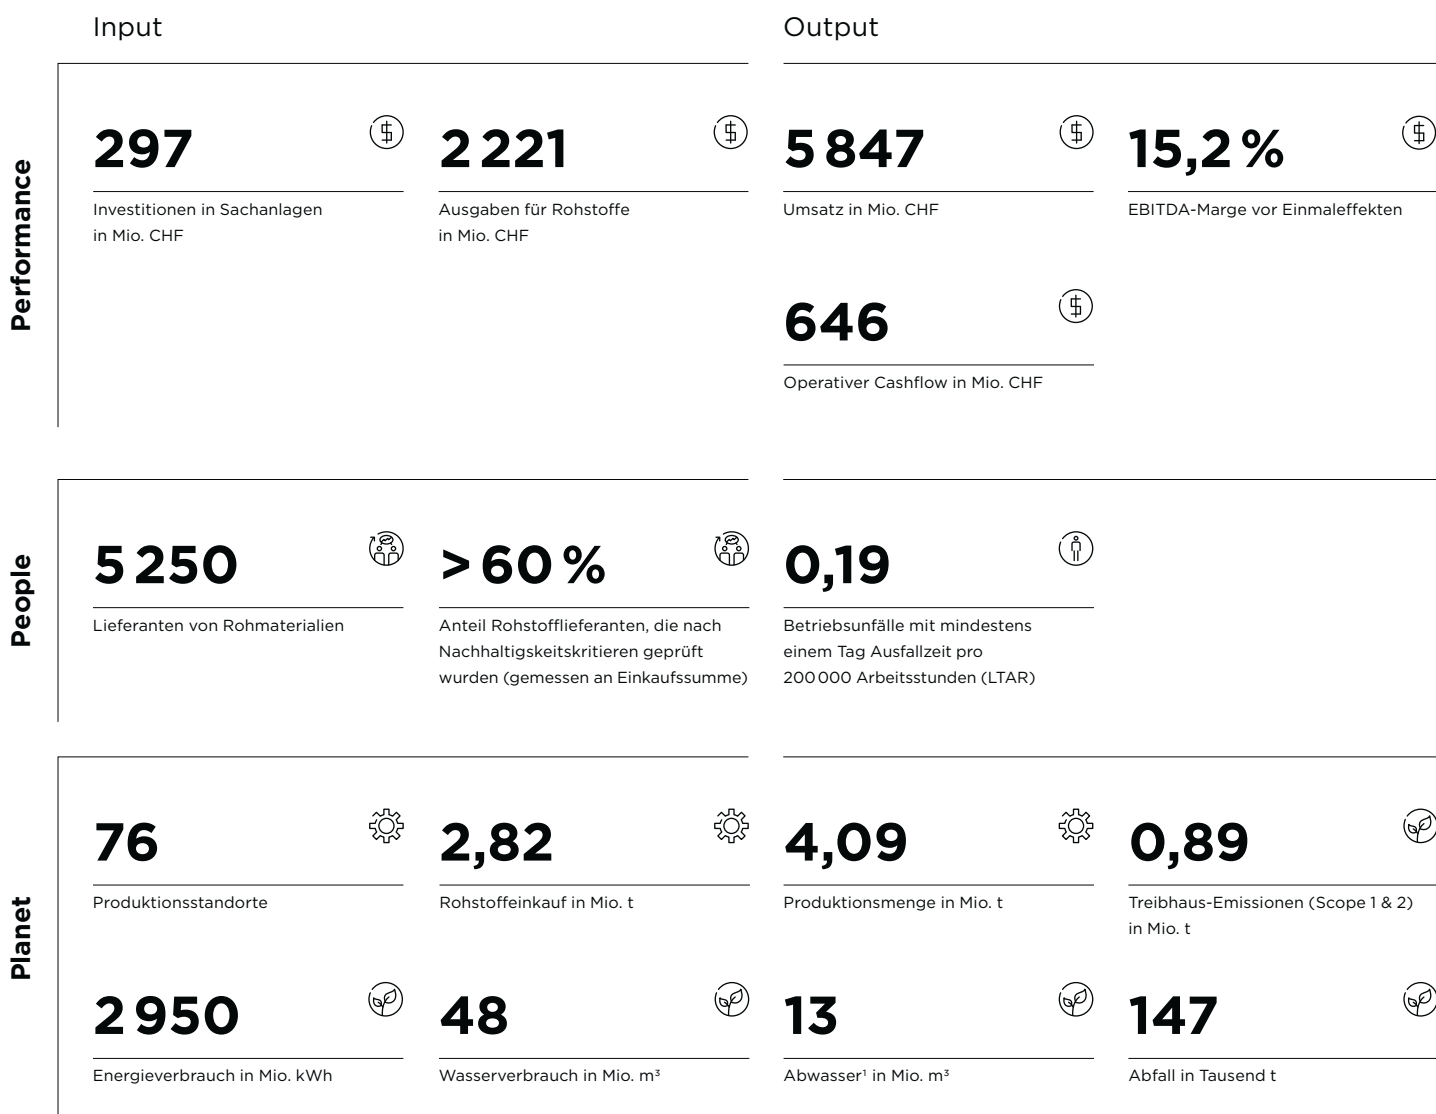 Input
Output
Performance
297
2 221
5 847
15,2 %
Investitionen in Sachanlagen
in Mio. CHF
Ausgaben für Rohstoffe
in Mio. CHF
Umsatz in Mio. CHF
EBITDA-Marge vor Einmaleffekten
646
Operativer Cashflow in Mio. CHF
People
5 250
> 60 %
0,19
Lieferanten von Rohmaterialien
Anteil Rohstofflieferanten, die nach
Nachhaltigskeitskritieren geprüft
wurden (gemessen an Einkaufssumme)
Betriebsunfälle mit mindestens
einem Tag Ausfallzeit pro
200 000 Arbeitsstunden (LTAR)
Planet
76
2,82
4,09
0,89
Produktionsstandorte
Rohstoffeinkauf in Mio. t
Produktionsmenge in Mio. t
Treibhaus-Emissionen (Scope 1 & 2)
in Mio. t
2 950
48
13
147
Energieverbrauch in Mio. kWh
Wasserverbrauch in Mio. m³
Abwasser¹ in Mio. m³
Abfall in Tausend t